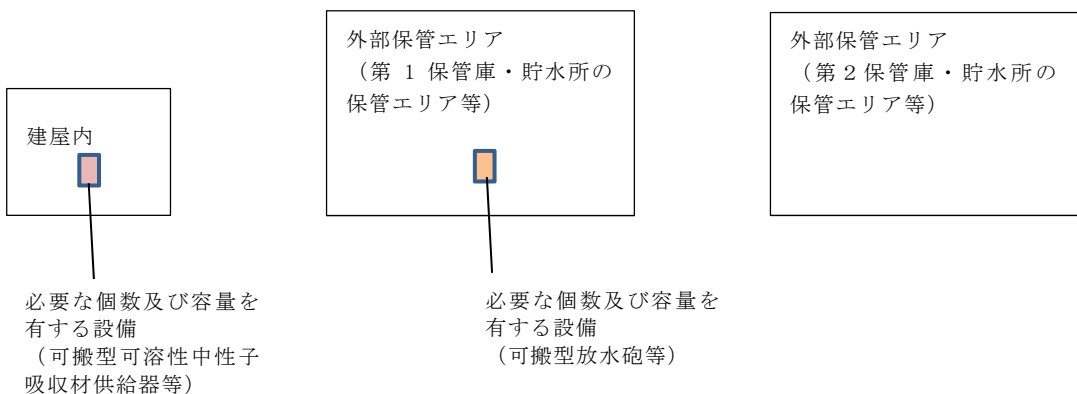 建屋内
必要な個数及び容量を
有する設備
（可搬型可溶性中性子
吸収材供給器等）
外部保管エリア
（第 1 保管庫・貯水所の
保管エリア等）
必要な個数及び容量を
有する設備
（可搬型放水砲等）
外部保管エリア
（第２保管庫・貯水所の
保管エリア等）